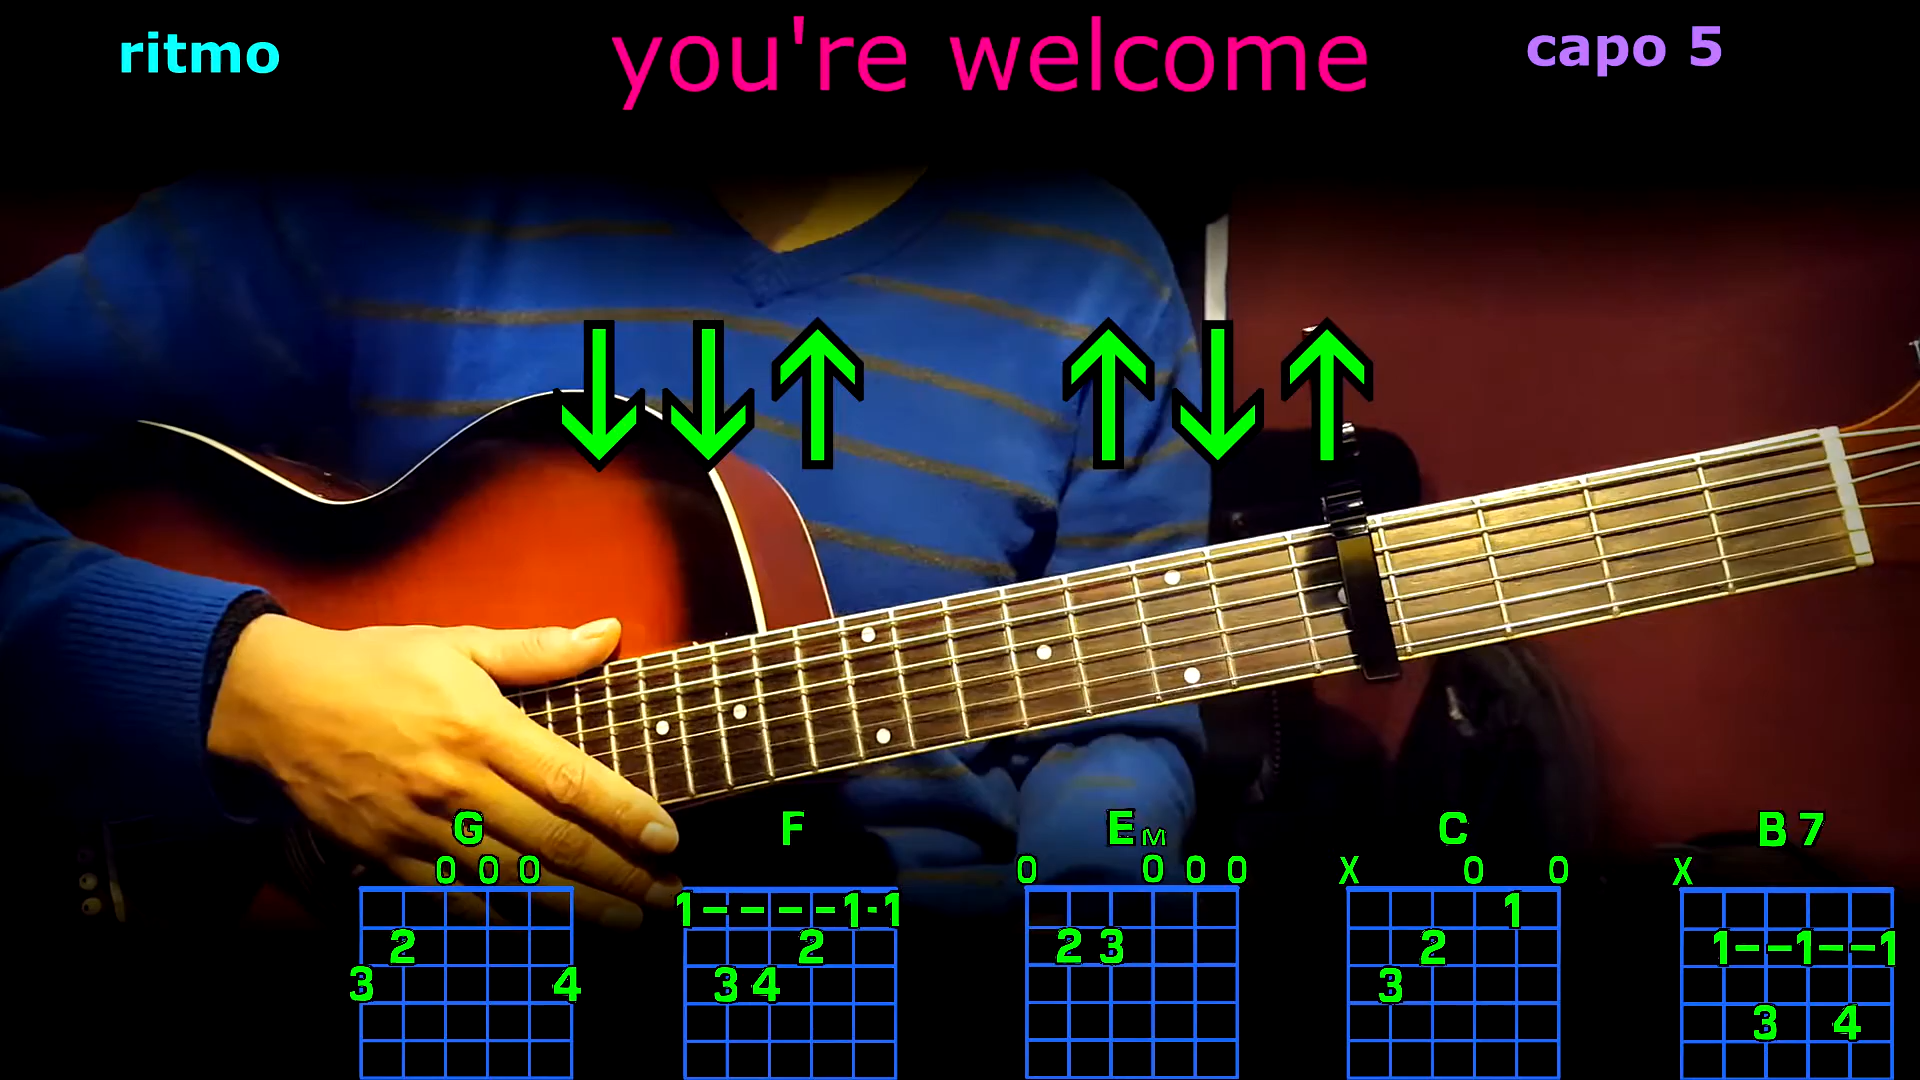 ritmo
you're welcome
capo 5
G F EM C B7
0 0 0
1----1-1
2
3 4
2
3 4
0 0 0 0
2 3
X 0 0
1
2
3
X
1--1--1
3 4